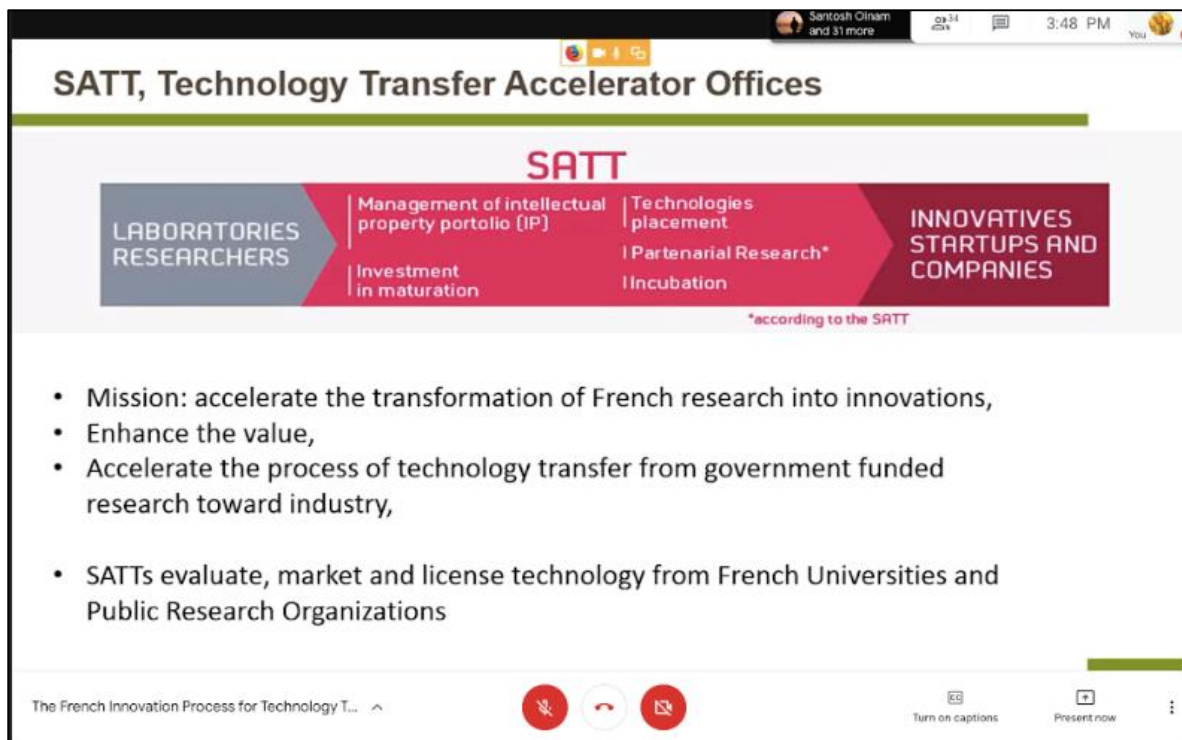 Santosh Oinam
and 31 more
34
3:48 PM
You
SATT, Technology Transfer Accelerator Offices
SATT
LABORATORIES
RESEARCHERS
Management of intellectual
property portolio (IP)
Investment
in maturation
Technologies
placement
Partenarial Research*
Incubation
INNOVATIVES
STARTUPS AND
COMPANIES
*according to the SATT
• Mission: accelerate the transformation of French research into innovations,
• Enhance the value,
• Accelerate the process of technology transfer from government funded
research toward industry,
• SATTs evaluate, market and license technology from French Universities and
Public Research Organizations
The French Innovation Process for Technology T...
Turn on captions
Present now